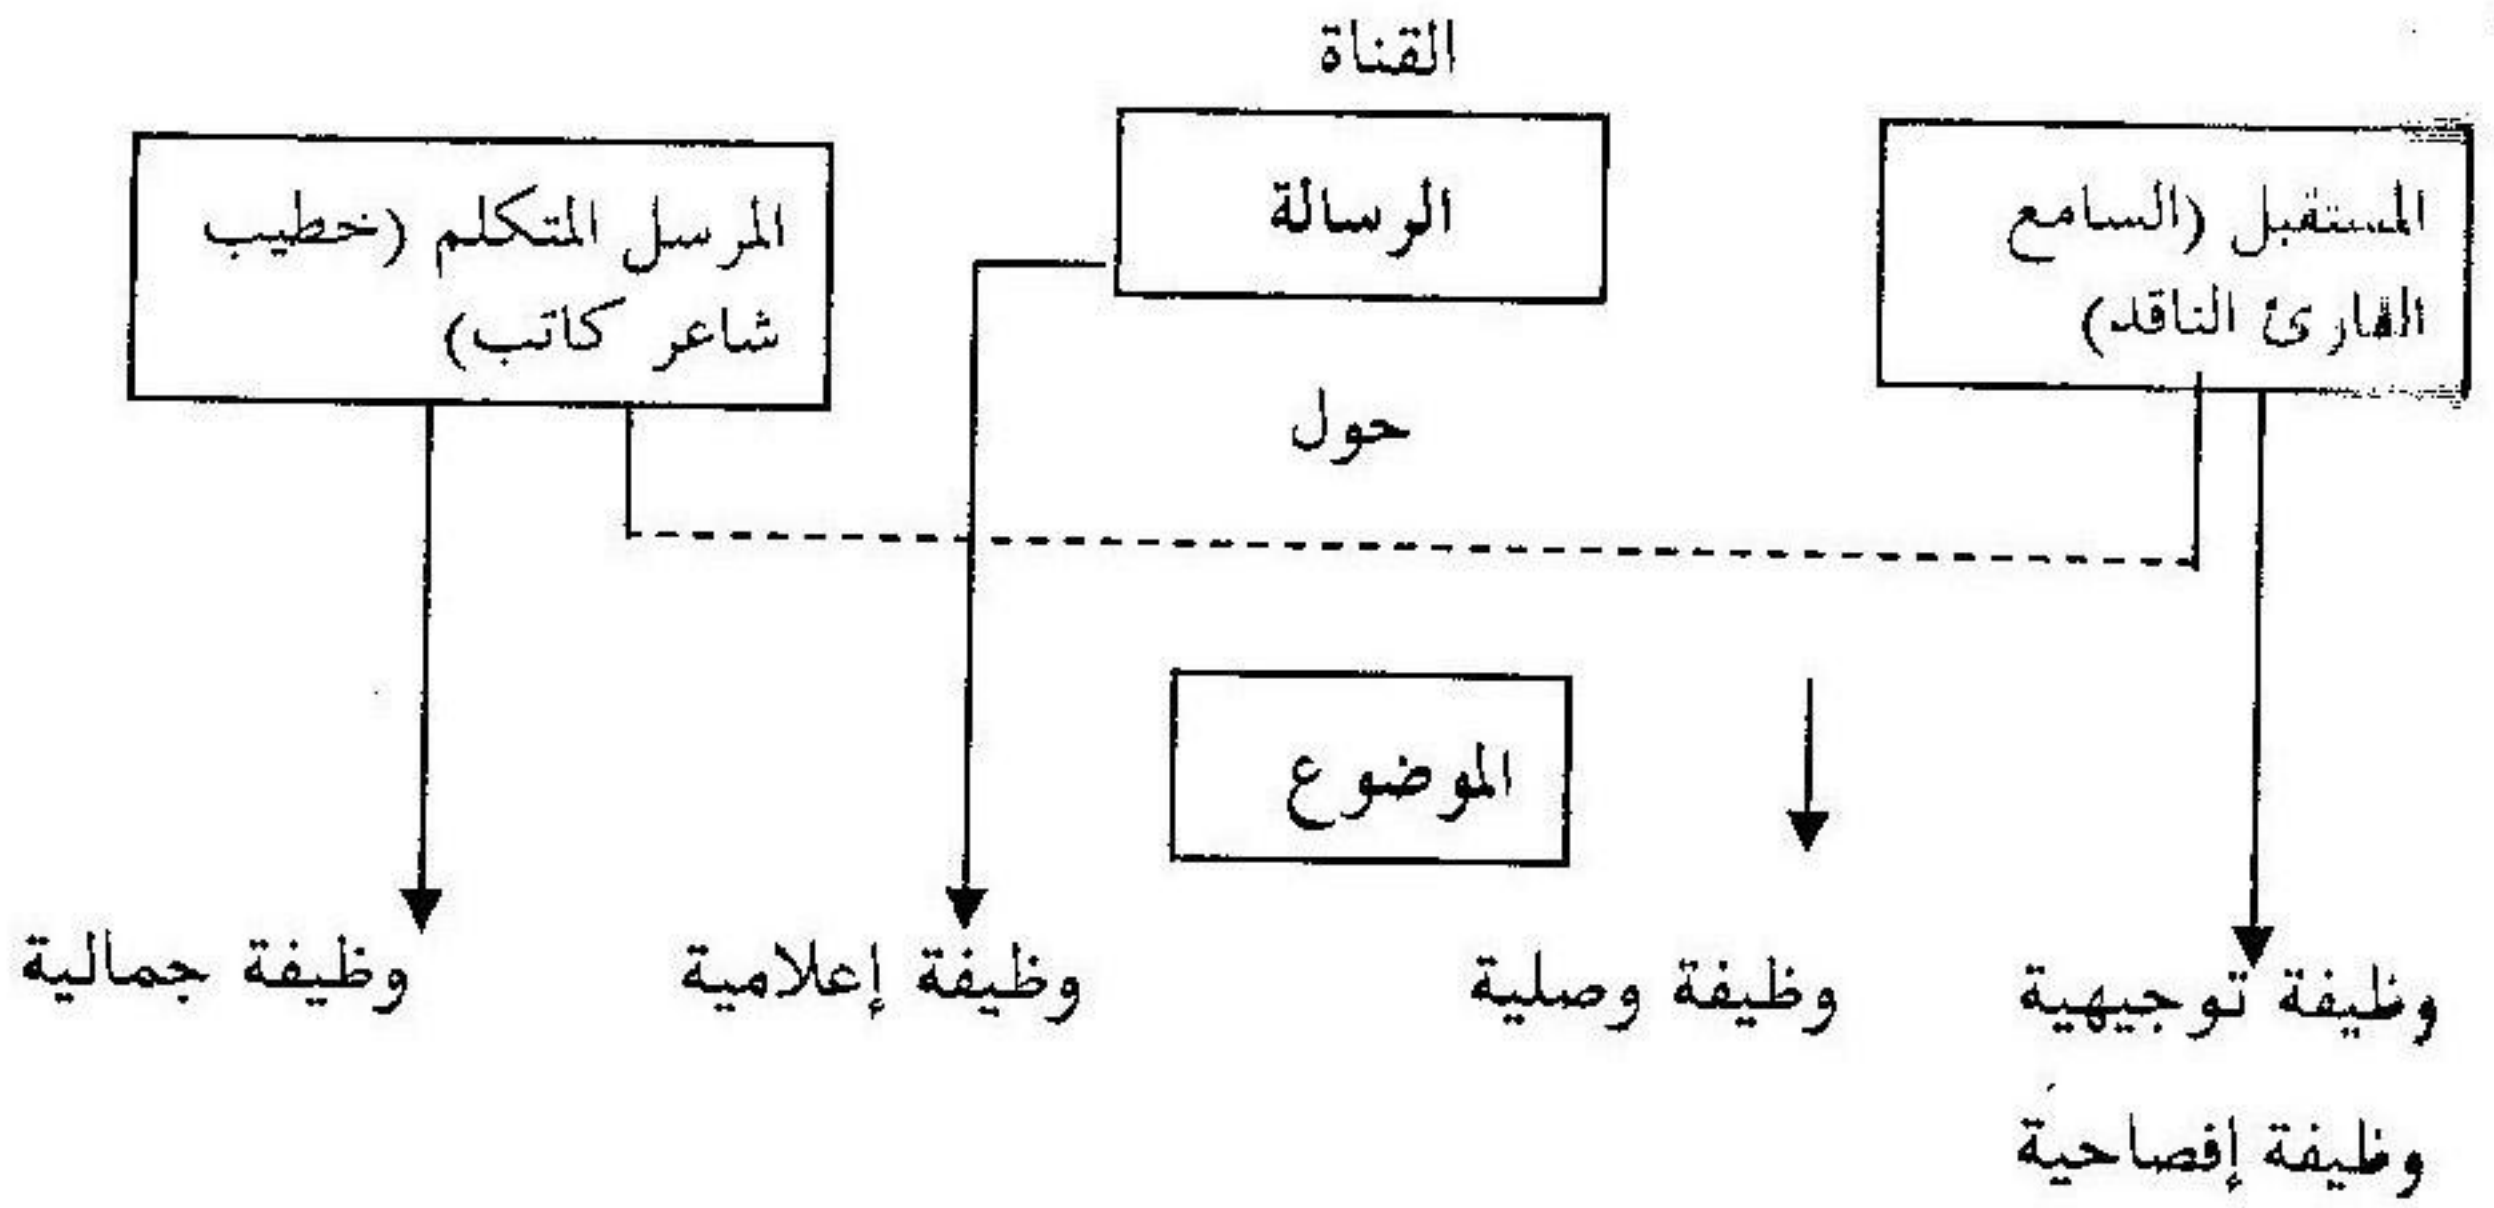 القناة
المستقبل (السامع
القارئ الناقد)
الرسالة
المرسل المتكلم (خطيب
شاعر كاتب)
حول
الموضوع
وظيفة توجيهية
وظيفة وصلية
وظيفة إعلامية
وظيفة جمالية
وظيفة إفصاحية